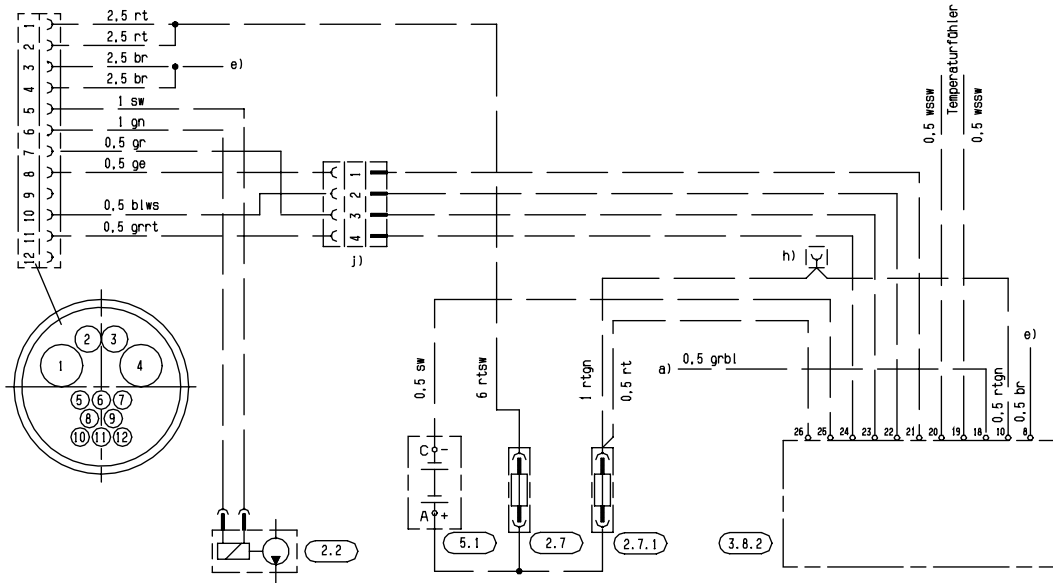 1
2,5 rt
2
2,5 rt
3
2,5 br
e)
4
2,5 br
5
1 sw
6
1 gn
7
0,5 gr
8
0,5 ge
9
10
0,5 blws
11
0,5 grrt
12
1
2
3
4
j)
0,5 wssw
Temperaturfühler
0,5 wssw
h)
e)
a)
0,5 grbl
0,5 sw
6 rtsw
1 rtgn
0,5 rt
0,5 rtgn
0,5 br
2
3
1
4
5
6
7
8
9
10
11
12
26
25
24
23
22
21
20
19
18
10
8
C -
A +
2.2
5.1
2.7
2.7.1
3.8.2